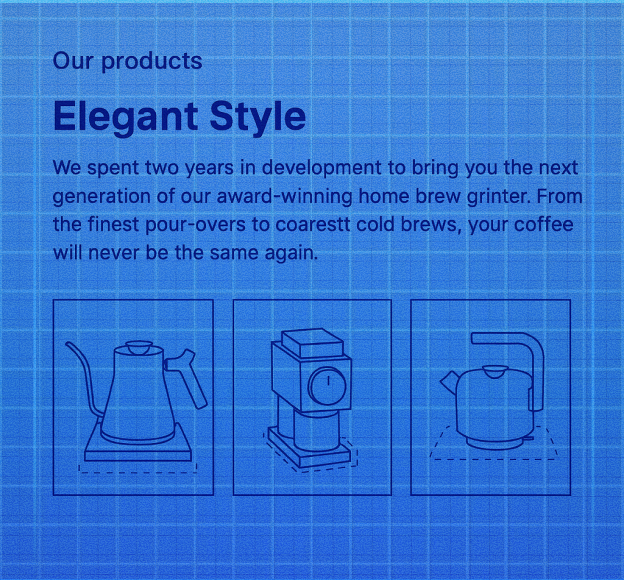 Our products
Elegant Style
We spent two years in development to bring you the next
generation of our award-winning home brew grinter. From
the finest pour-overs to coarestt cold brews, your coffee
will never be the same again.